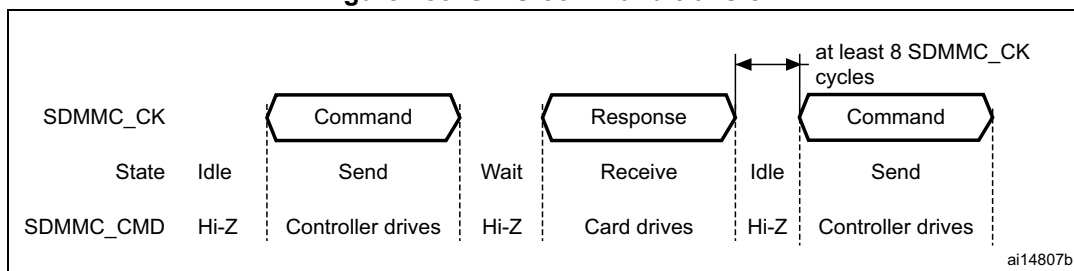 at least 8 SDMMC_CK
cycles
SDMMC_CK Command Response Command
State Idle Send Wait Receive Idle Send
SDMMC_CMD Hi-Z Controller drives Hi-Z Card drives Hi-Z Controller drives
ai14807b